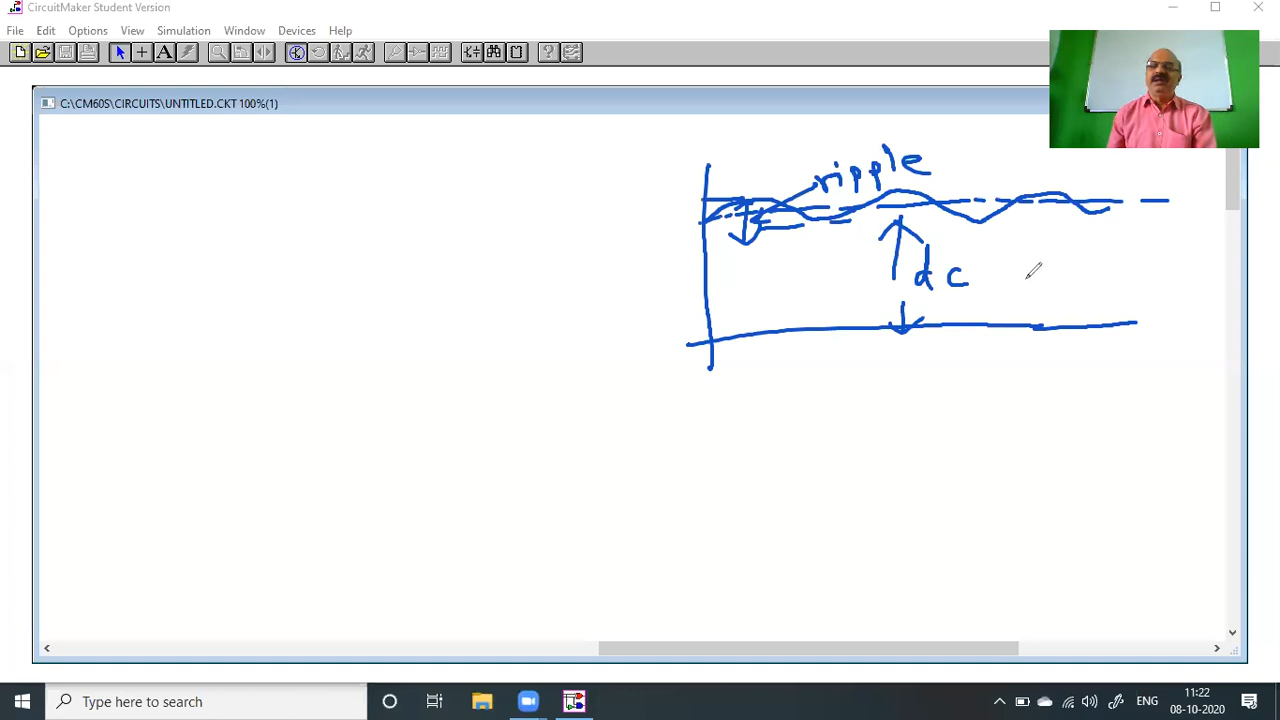 CircuitMaker Student Version
File Edit Options View Simulation Window Devices Help
C:\CM60S\CIRCUITS\UNTITLED.CKT 100%(1)
ripple
dc
Type here to search
ENG
11:22
08-10-2020